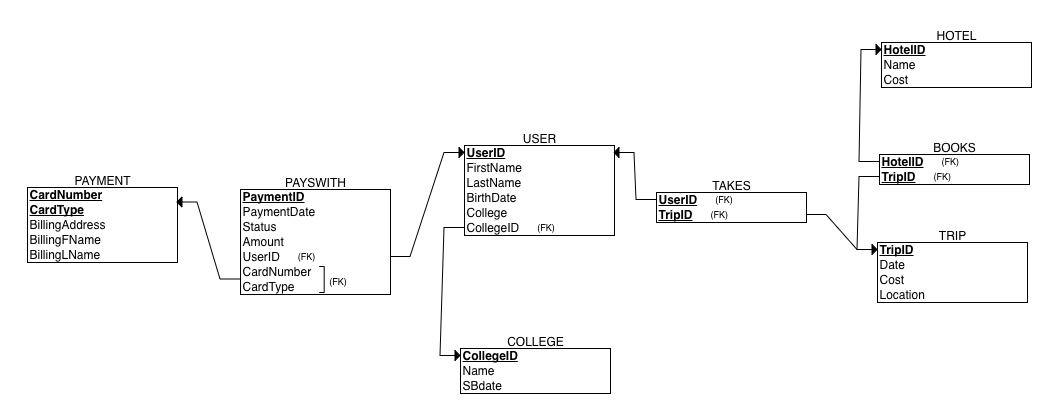 PAYMENT
CardNumber
CardType
BillingAddress
BillingFName
BillingLName
PAYSWITH
PaymentID
PaymentDate
Status
Amount
UserID (FK)
CardNumber
CardType
(FK)
USER
UserID
FirstName
LastName
BirthDate
College
CollegeID (FK)
COLLEGE
CollegeID
Name
SBdate
TAKES
UserID (FK)
TripID (FK)
HOTEL
HotelID
Name
Cost
BOOKS
HotelID (FK)
TripID (FK)
TRIP
TripID
Date
Cost
Location